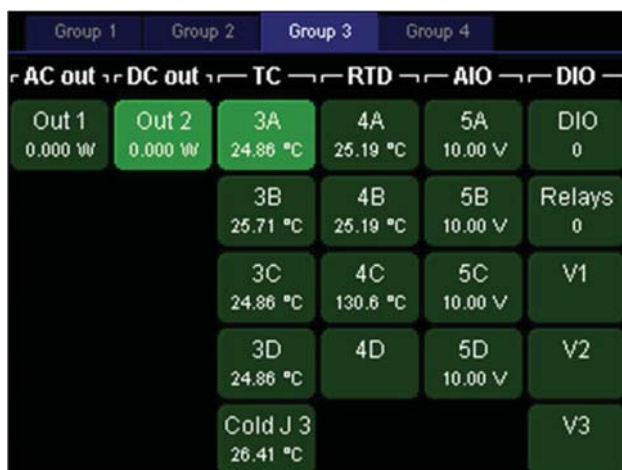 Group 1 Group 2 Group 3 Group 4
AC out DC out TC RTD AIO DIO
Out 1 Out 2 3A 4A 5A DIO
0.000 W 0.000 W 24.86 °C 25.19 °C 10.00 V 0
3B 4B 5B Relays
25.71 °C 25.19 °C 10.00 V 0
3C 4C 5C V1
24.86 °C 130.6 °C 10.00 V
3D 4D 5D V2
24.86 °C 10.00 V
Cold J 3 V3
26.41 °C